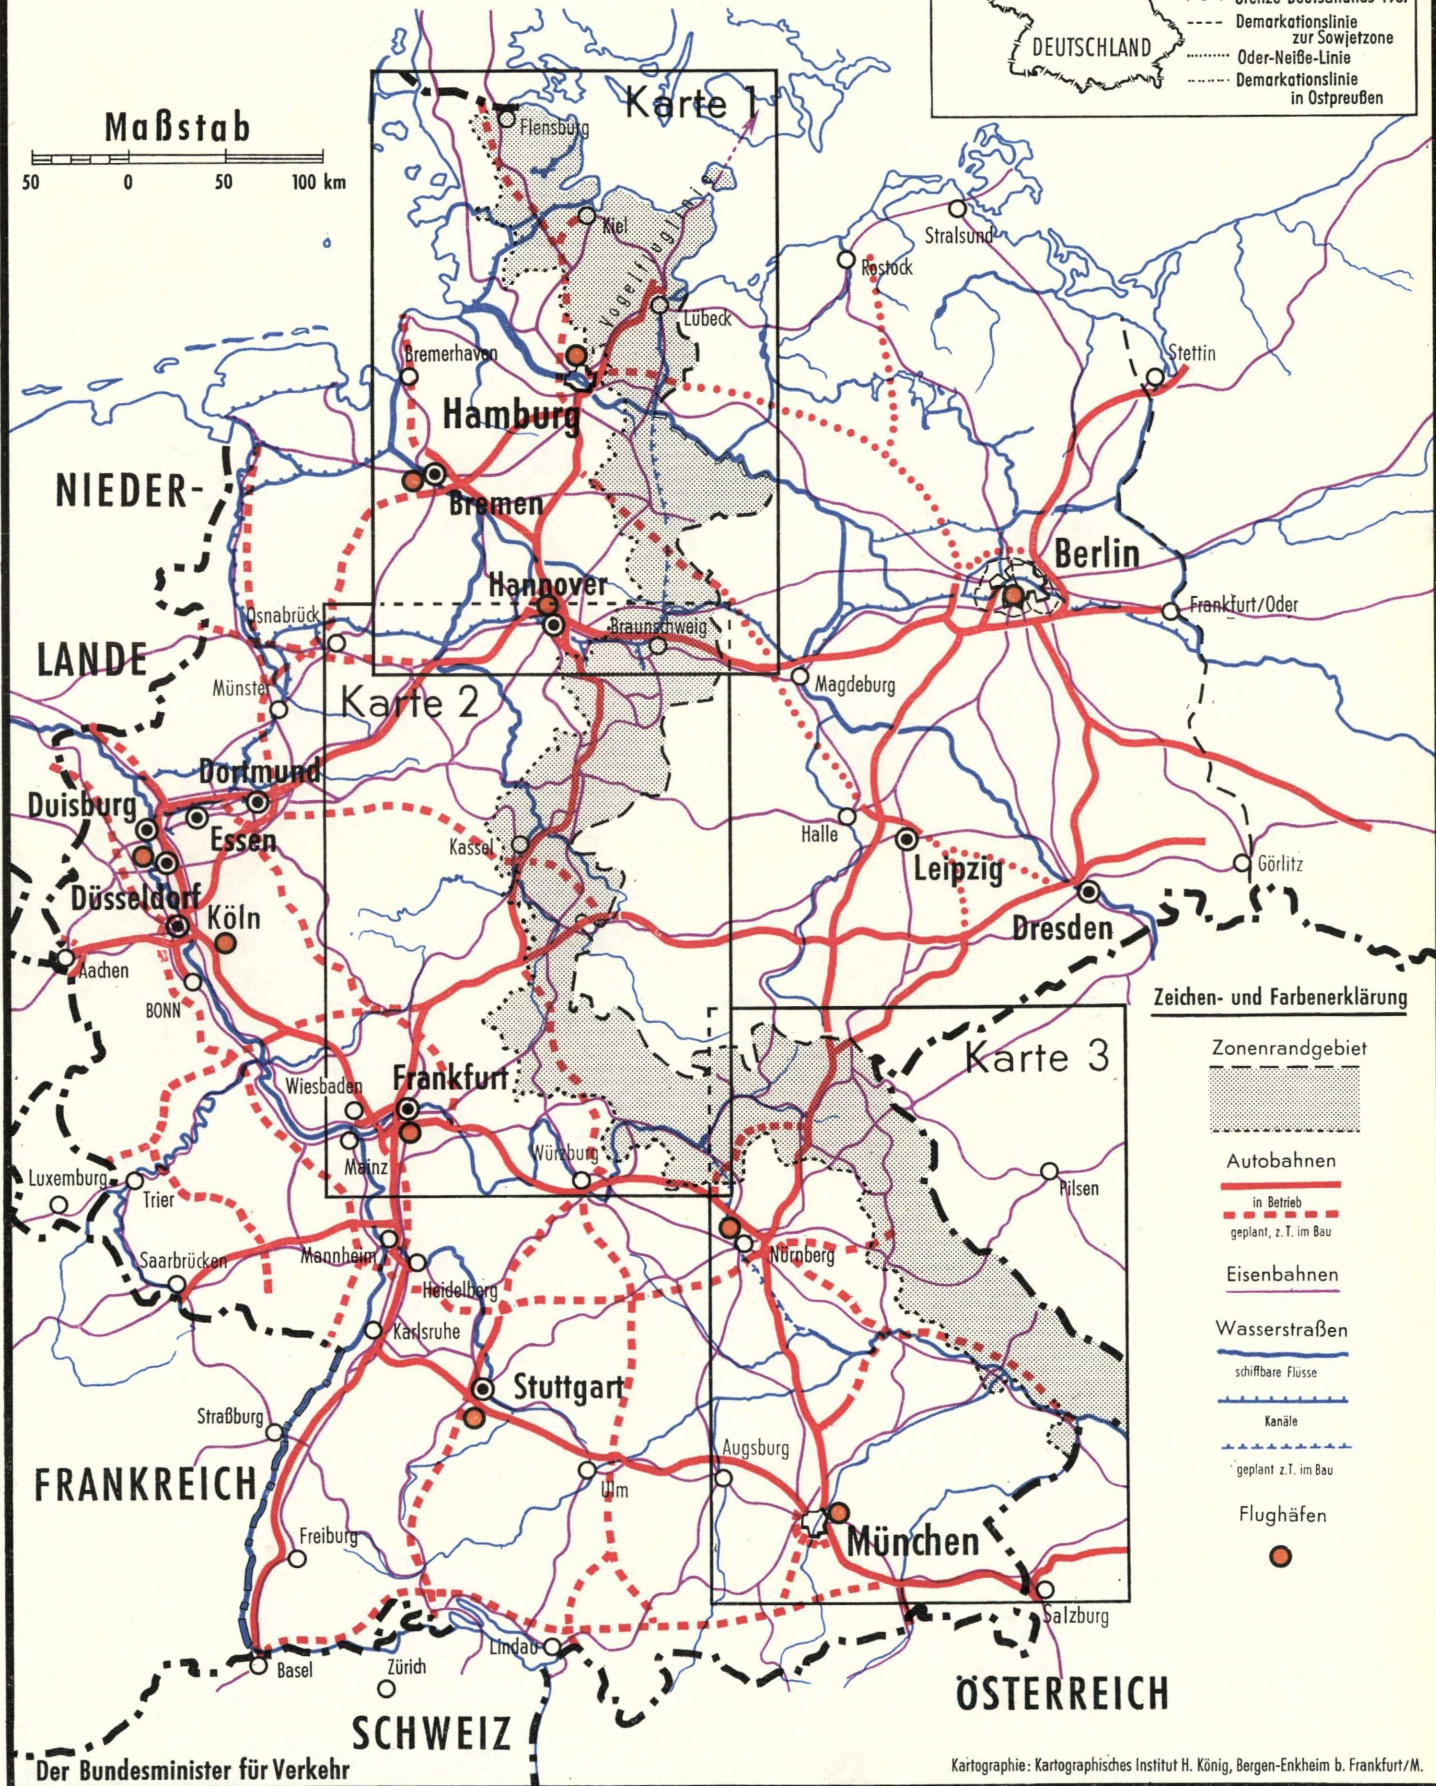 DEUTSCHLAND
Demarkationslinie
zur Sowjetzone
Oder-Neiße-Linie
Demarkationslinie
in Ostpreußen
Maßstab
50 0 50 100 km
Karte 1
Flensburg
Kiel
Vogelfluglinie
Stralsund
Rostock
Lübeck
Bremerhaven
Stettin
Hamburg
NIEDER-
LANDE
Bremen
Berlin
Hannover
Frankfurt/Oder
Osnabrück
Braunschweig
Magdeburg
Münster
Karte 2
Dortmund
Duisburg
Essen
Halle
Kassel
Leipzig
Görlitz
Düsseldorf
Köln
Dresden
Aachen
BONN
Zeichen- und Farbenerklärung
Zonenrandgebiet
Karte 3
Frankfurt
Wiesbaden
Würzburg
Mainz
Autobahnen
in Betrieb
geplant, z.T. im Bau
Luxemburg
Trier
Pilsen
Saarbrücken
Mannheim
Nürnberg
Heidelberg
Eisenbahnen
Karlsruhe
Wasserstraßen
schiffbare Flüsse
Stuttgart
Kanäle
Straßburg
Augsburg
geplant z.T. im Bau
FRANKREICH
Ulm
Flughäfen
Freiburg
München
Salzburg
Lindau
Basel
Zürich
ÖSTERREICH
SCHWEIZ
Der Bundesminister für Verkehr
Kartographie: Kartographisches Institut H. König, Bergen-Enkheim b. Frankfurt/M.